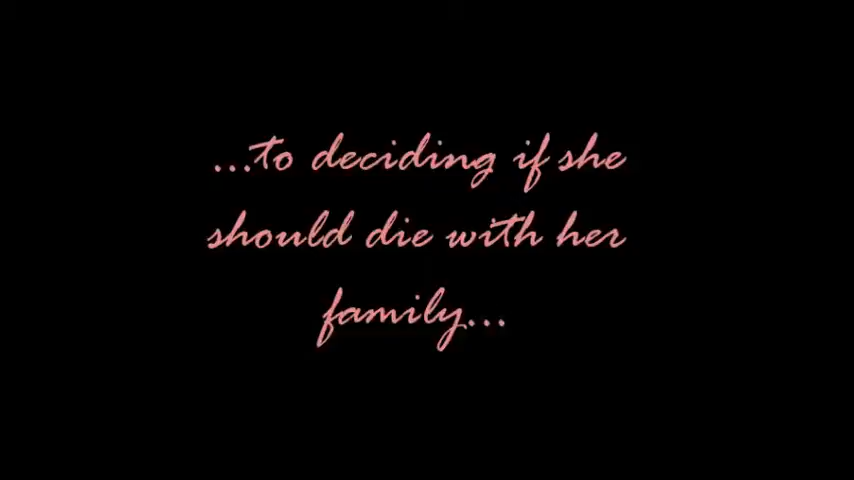 ...to deciding if she
should die with her
family...